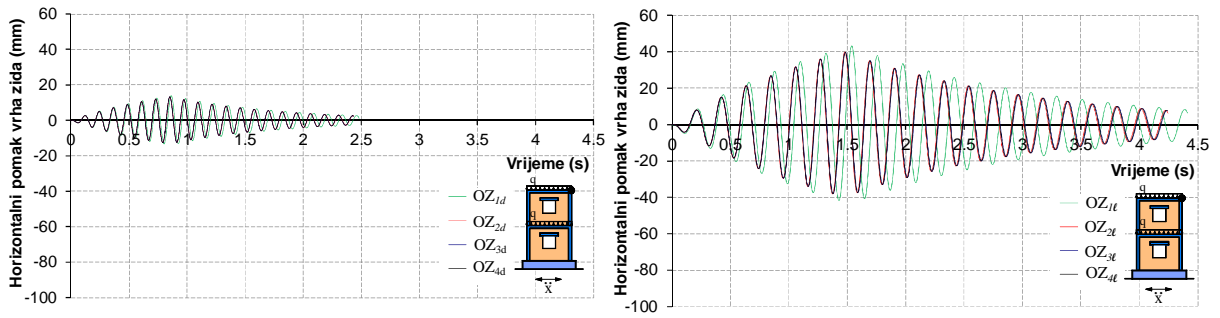 Horizontalni pomak vrha zida (mm)
60
40
20
0
-20
-40
-60
-80
-100
0
0.5
1
1.5
2
2.5
3
3.5
4
4.5
Vrijeme (s)
OZ1d
OZ2d
OZ3d
OZ4d
q
q
ẍ
Horizontalni pomak vrha zida (mm)
60
40
20
0
-20
-40
-60
-80
-100
0
0.5
1
1.5
2
2.5
3
3.5
4
4.5
Vrijeme (s)
OZ1ℓ
OZ2ℓ
OZ3ℓ
OZ4ℓ
q
q
ẍ